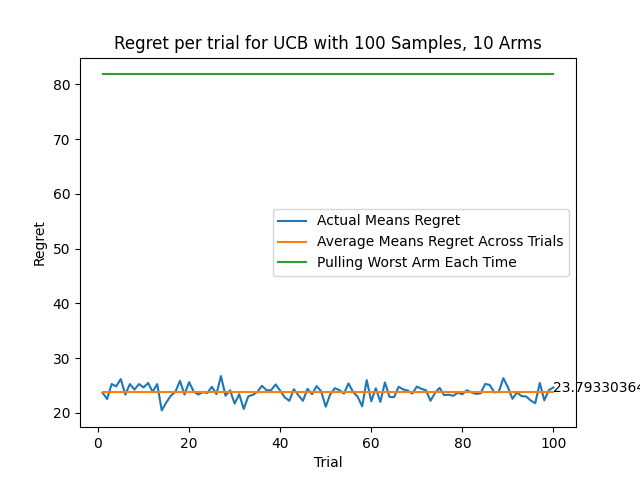 Regret per trial for UCB with 100 Samples, 10 Arms
80
70
60
50
40
30
20
Regret
Actual Means Regret
Average Means Regret Across Trials
Pulling Worst Arm Each Time
23.79330364
0 20 40 60 80 100
Trial